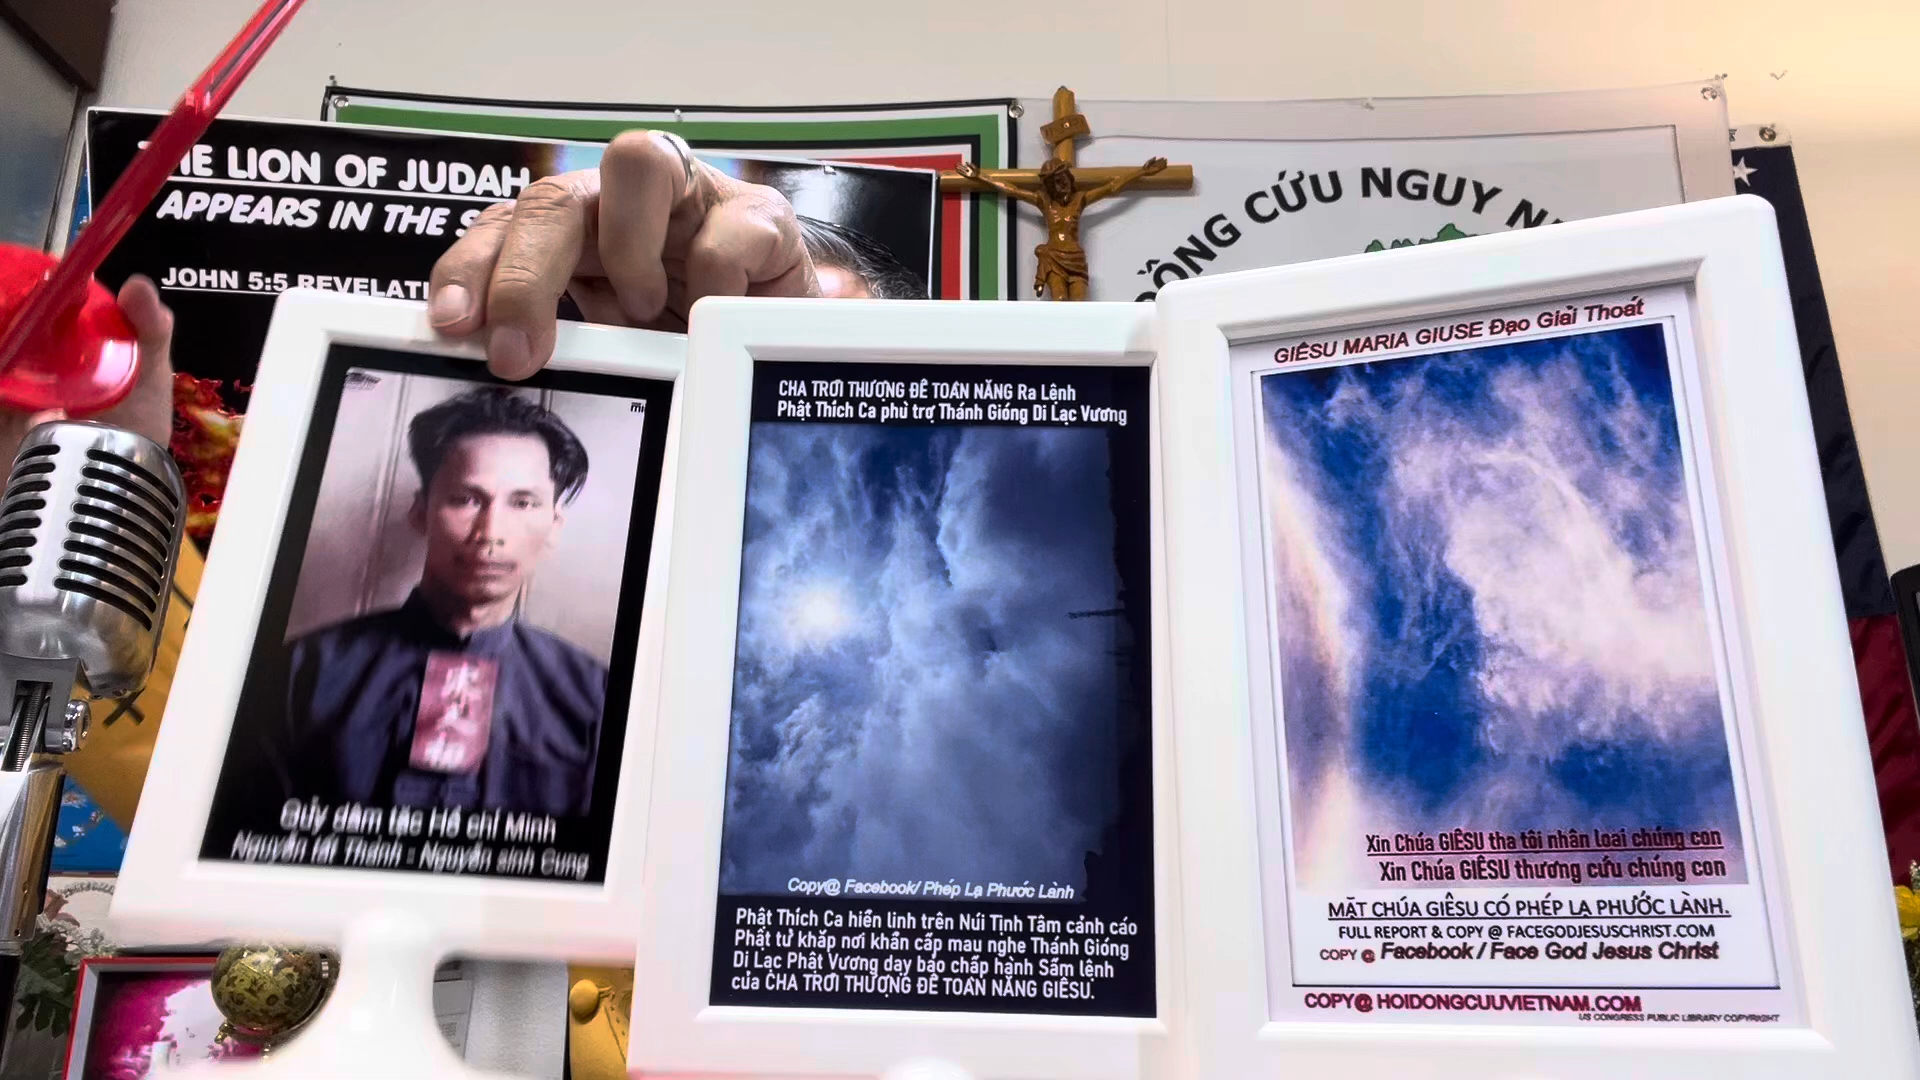 THE LION OF JUDAH
APPEARS IN THE S
JOHN 5:5 REVELATI
ĐỒNG CỨU NGUY
Qủy dâm tặc Hồ chí Minh
Nguyễn tất Thành : Nguyễn sinh Cung
CHA TRỜI THƯỢNG ĐẾ TOÀN NĂNG Ra Lệnh
Phật Thích Ca phù trợ Thánh Gióng Di Lạc Vương
Copy@ Facebook/ Phép Lạ Phước Lành
Phật Thích Ca hiển linh trên Núi Tịnh Tâm cảnh cáo
Phật tử khắp nơi khẩn cấp mau nghe Thánh Gióng
Di Lạc Phật Vương dạy bảo chấp hành Sấm lệnh
của CHA TRỜI THƯỢNG ĐẾ TOÀN NĂNG GIÊSU.
GIÊSU MARIA GIUSE Đạo Giải Thoát
Xin Chúa GIÊSU tha tội nhân loại chúng con
Xin Chúa GIÊSU thương cứu chúng con
MẶT CHÚA GIÊSU CÓ PHÉP LẠ PHƯỚC LÀNH.
FULL REPORT & COPY @ FACEGODJESUSCHRIST.COM
COPY @ Facebook / Face God Jesus Christ
COPY@ HOIDONGCUUVIETNAM.COM
US CONGRESS PUBLIC LIBRARY COPYRIGHT